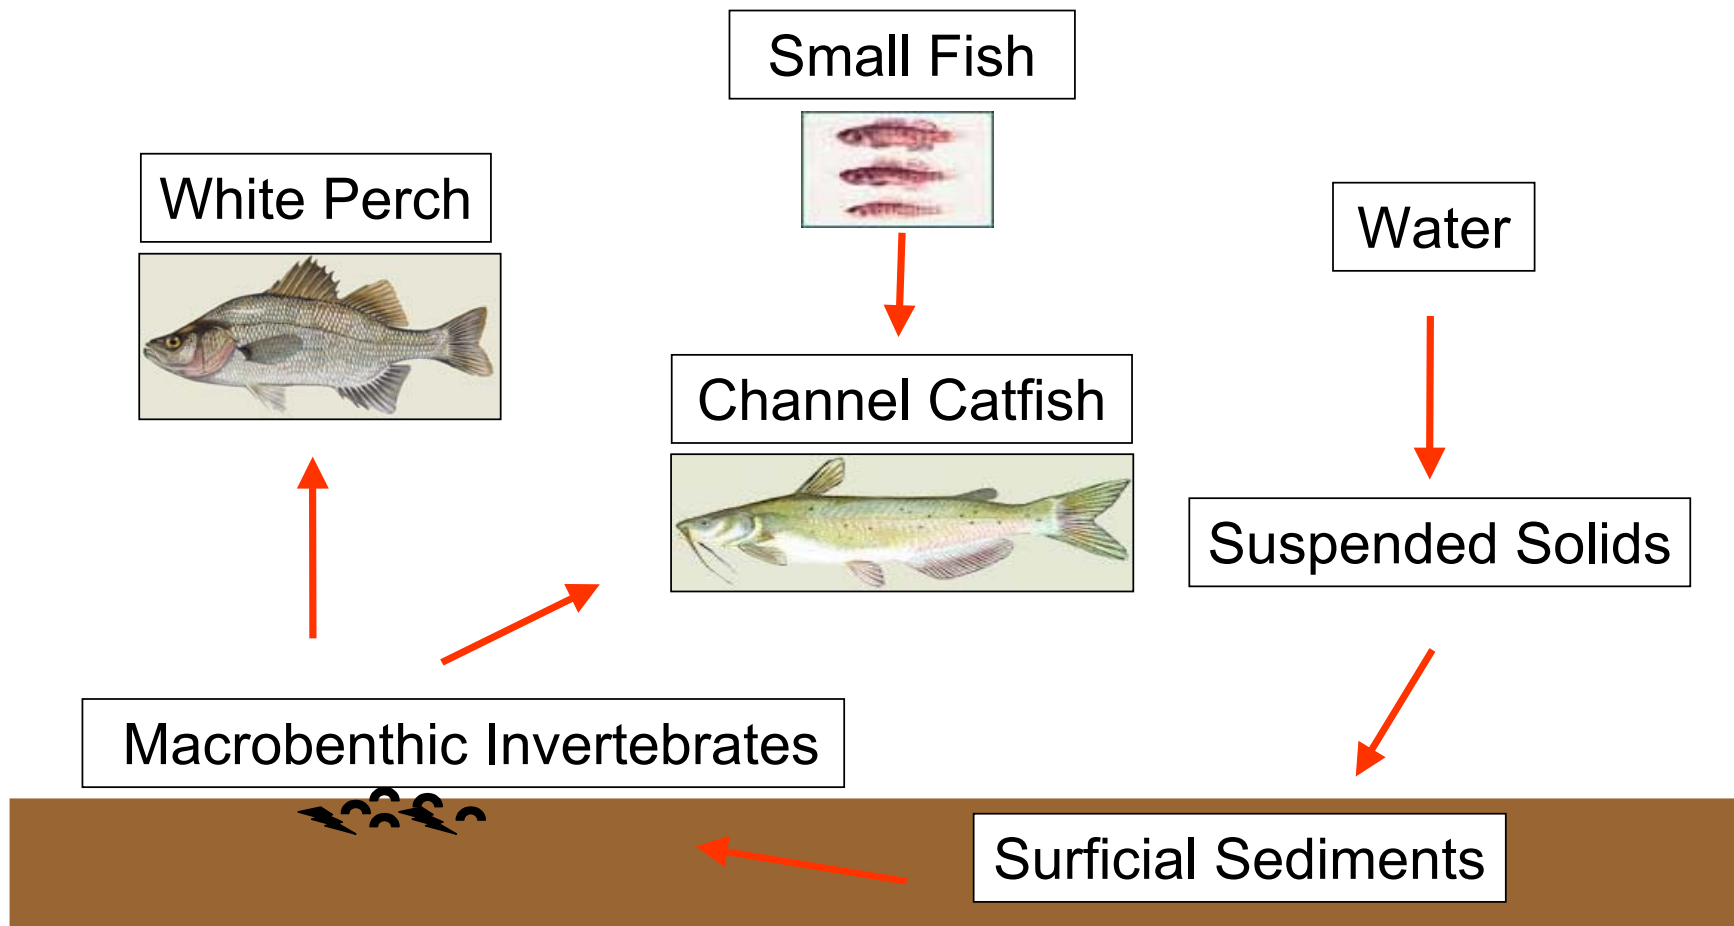 Small Fish
White Perch
Water
Channel Catfish
Suspended Solids
Macrobenthic Invertebrates
Surficial Sediments